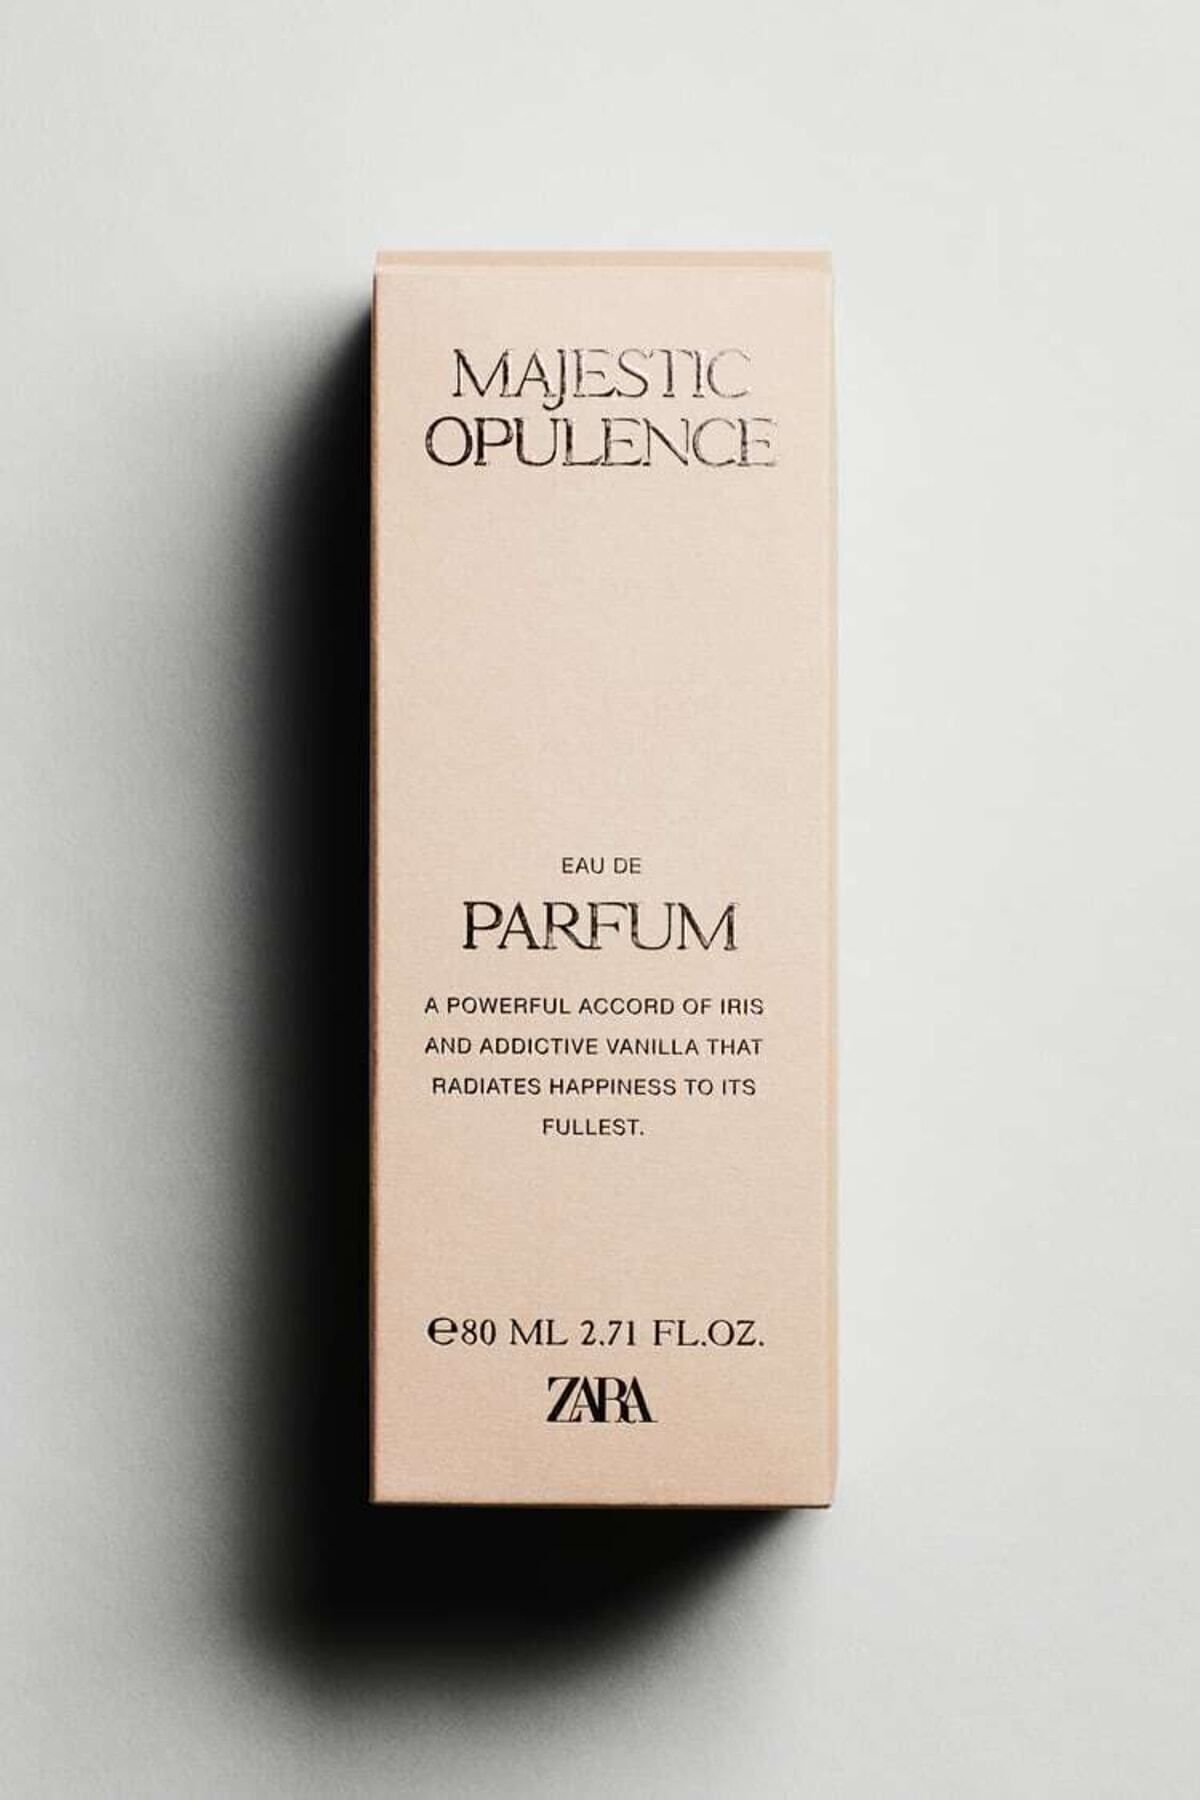 MAJESTIC
OPULENCE
EAU DE
PARFUM
A POWERFUL ACCORD OF IRIS
AND ADDICTIVE VANILLA THAT
RADIATES HAPPINESS TO ITS
FULLEST.
℮80 ML 2.71 FL.OZ.
ZARA